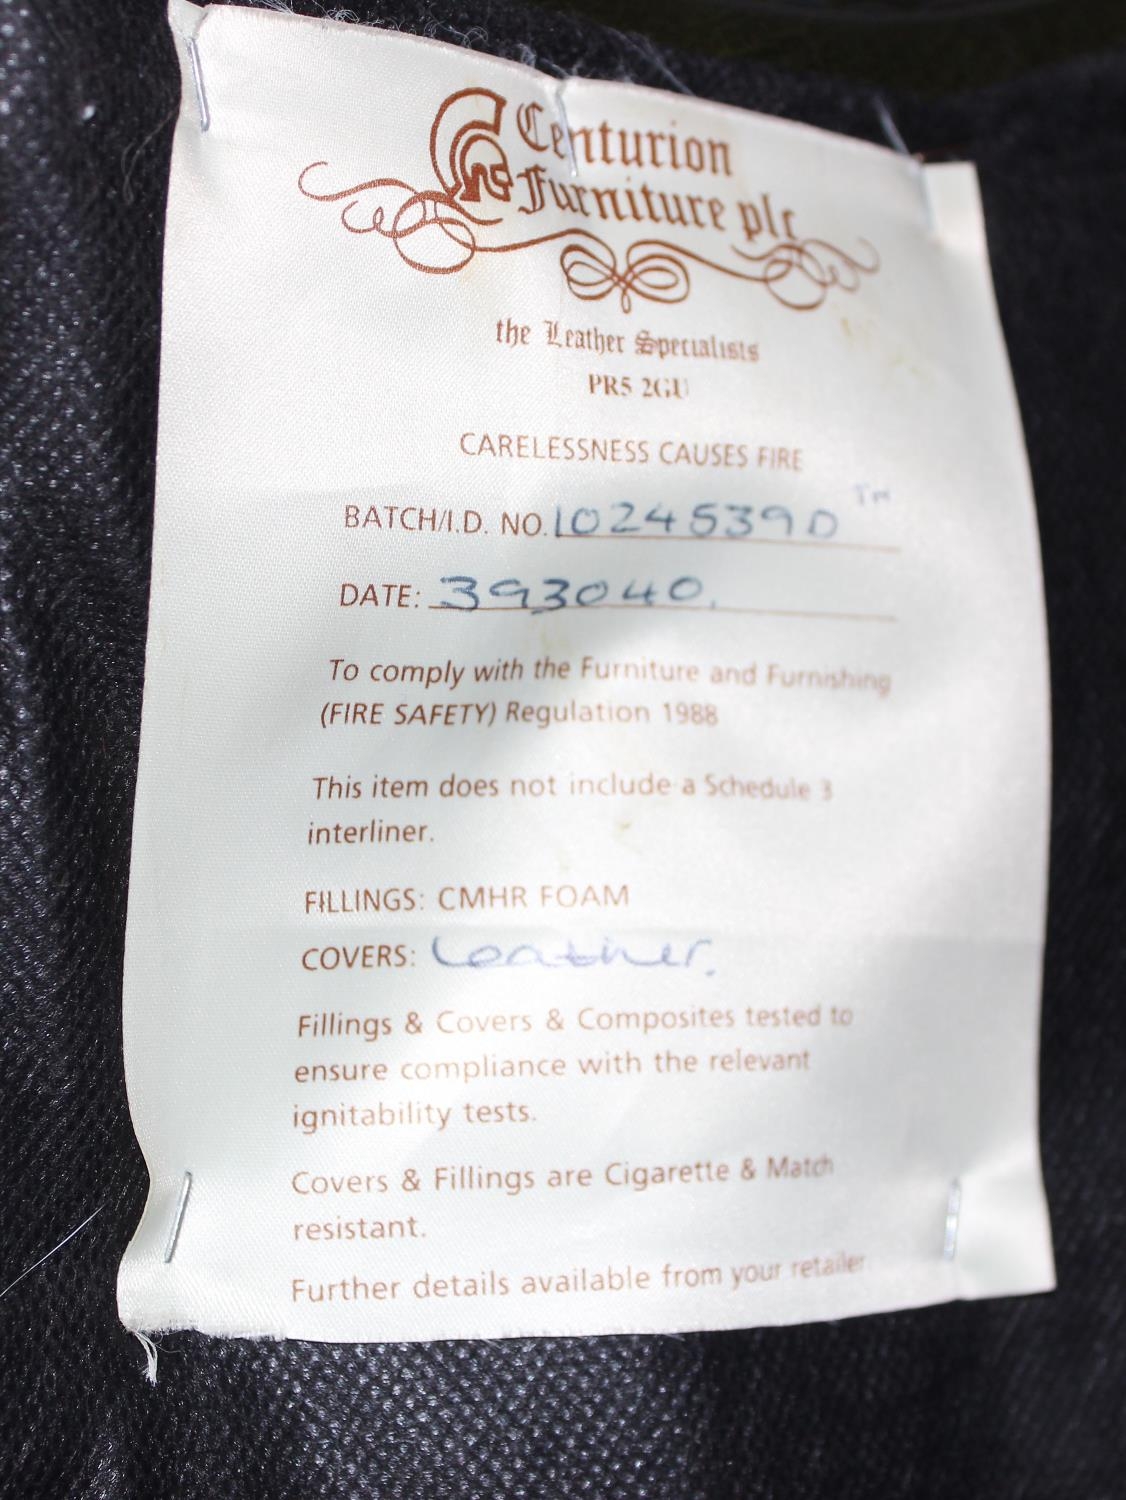 Centurion
Furniture plc
the Leather Specialists
PR5 2GU
CARELESSNESS CAUSES FIRE
TM
BATCH/I.D. NO. 10245390
DATE: 393040.
To comply with the Furniture and Furnishing
(FIRE SAFETY) Regulation 1988
This item does not include a Schedule 3
interliner.
FILLINGS: CMHR FOAM
COVERS: Leather.
Fillings & Covers & Composites tested to
ensure compliance with the relevant
ignitability tests.
Covers & Fillings are Cigarette & Match
resistant.
Further details available from your retailer